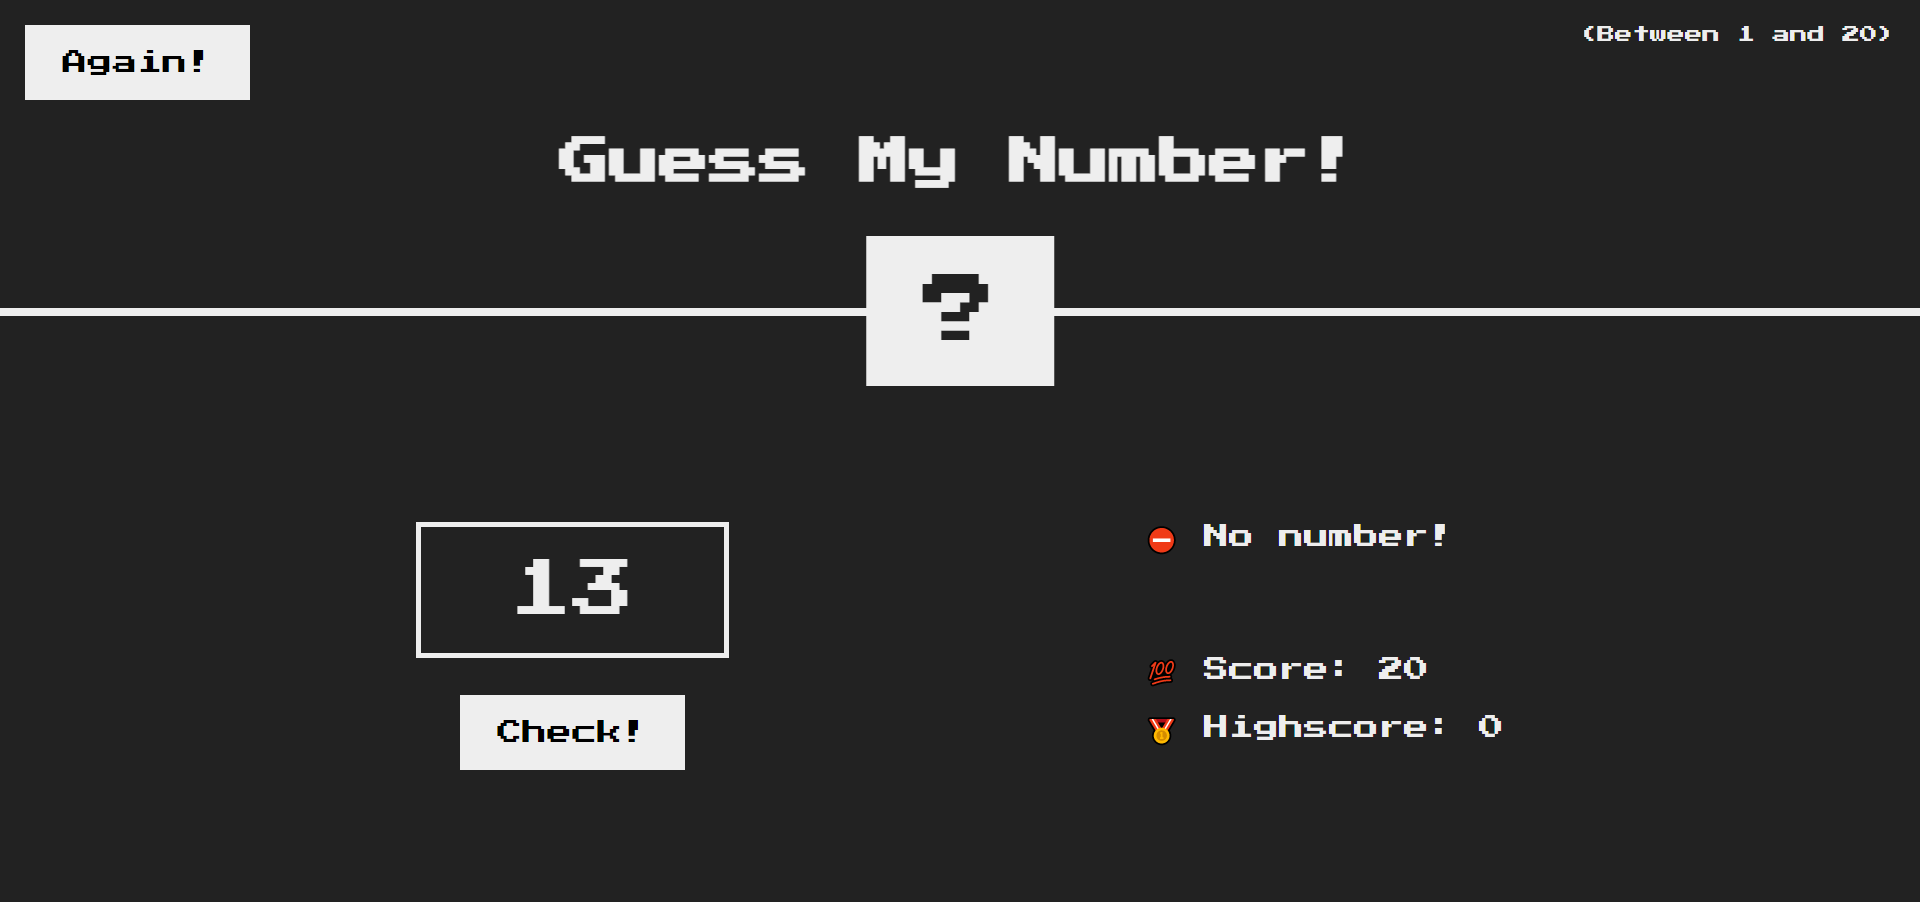 Again!
(Between 1 and 20)
Guess My Number!
?
13
Check!
⛔ No number!
💯 Score: 20
🥇 Highscore: 0